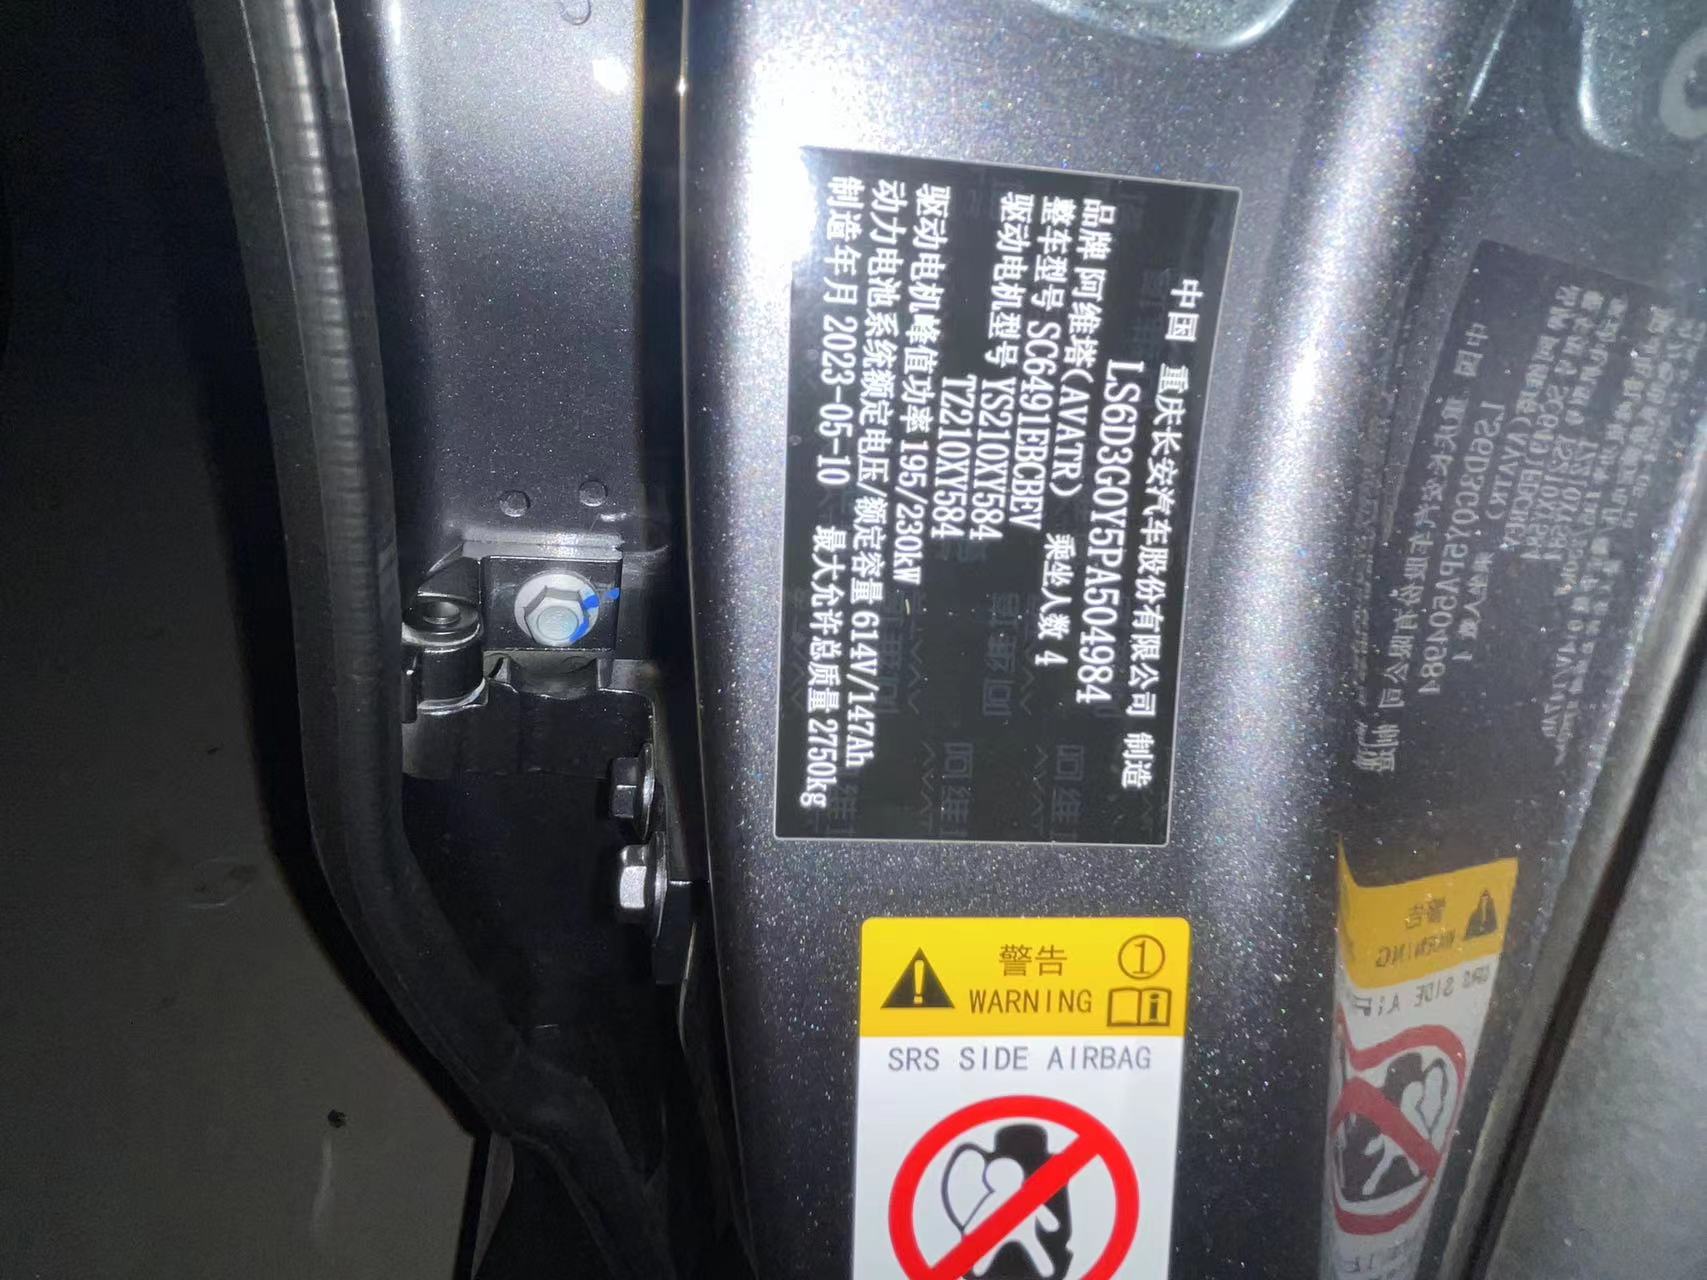 中国 重庆长安汽车股份有限公司 制造
LS6D3G0Y5PA504984
品牌 阿维塔(AVATR) 乘坐人数 4
整车型号 SC6491EBCBEV
驱动电机型号 YS210XY584
TZ210XY584
驱动电机峰值功率 195/230kW
动力电池系统额定电压/额定容量 614V/147Ah
制造年月 2023-05-10 最大允许总质量 2750kg
警告 ①
WARNING
SRS SIDE AIRBAG